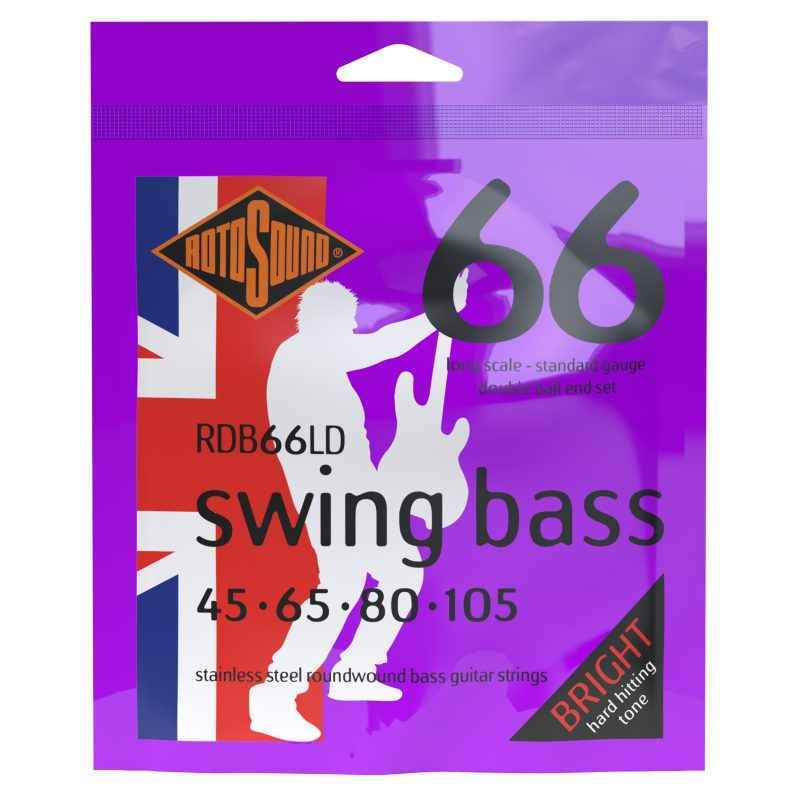 ROTOSOUND®
66
long scale - standard gauge
double ball end set
RDB66LD
swing bass
45 · 65 · 80 · 105
stainless steel roundwound bass guitar strings
BRIGHT
hard hitting
tone